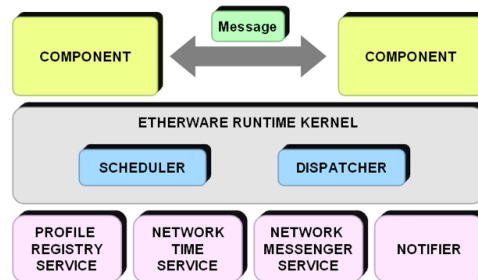 Message
COMPONENT
COMPONENT
ETHERWARE RUNTIME KERNEL
SCHEDULER
DISPATCHER
PROFILE
REGISTRY
SERVICE
NETWORK
TIME
SERVICE
NETWORK
MESSENGER
SERVICE
NOTIFIER